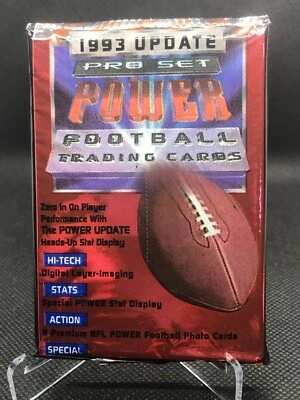 1993 UPDATE
PRO SET
POWER
FOOTBALL
TRADING CARDS
Zero In On Player
Performance With
The POWER UPDATE
Heads-Up Stat Display
HI-TECH
Digital Layer-Imaging
STATS
Special POWER Stat Display
ACTION
Premium NFL POWER Football Photo Cards
SPECIAL